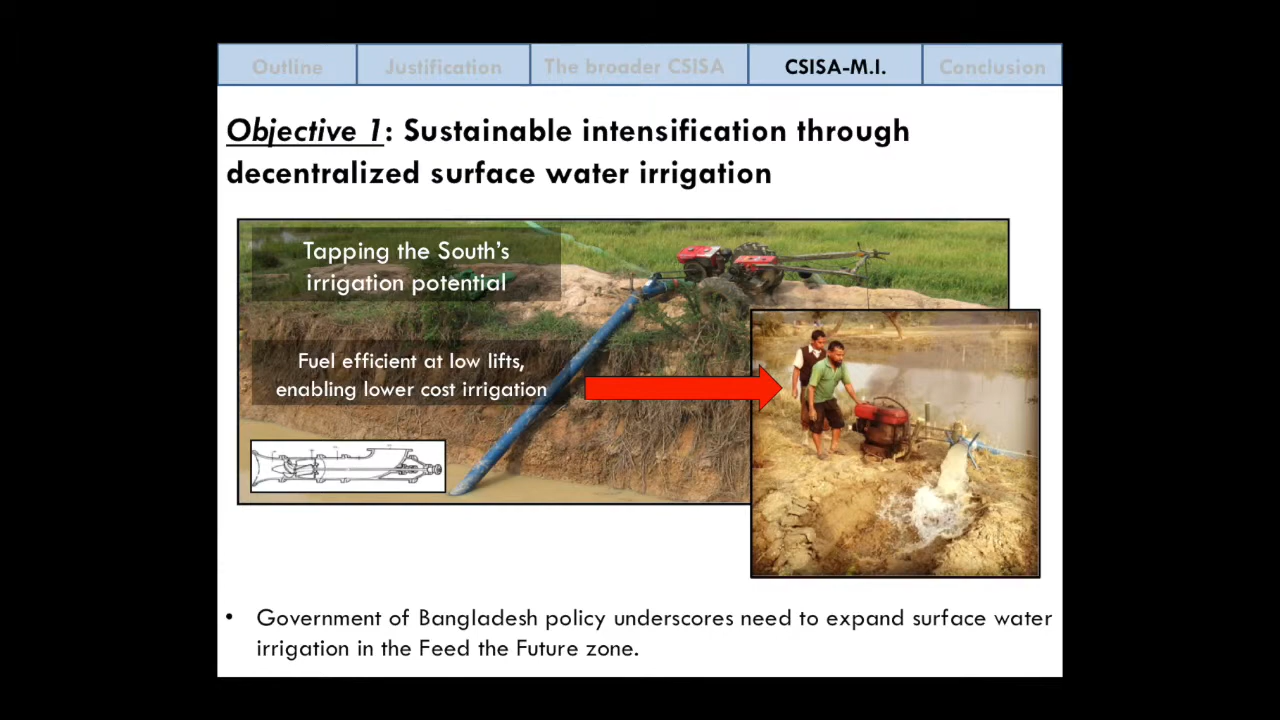 Outline Justification The broader CSISA CSISA-M.I. Conclusion
Objective 1: Sustainable intensification through
decentralized surface water irrigation
Tapping the South's
irrigation potential
Fuel efficient at low lifts,
enabling lower cost irrigation
• Government of Bangladesh policy underscores need to expand surface water
irrigation in the Feed the Future zone.